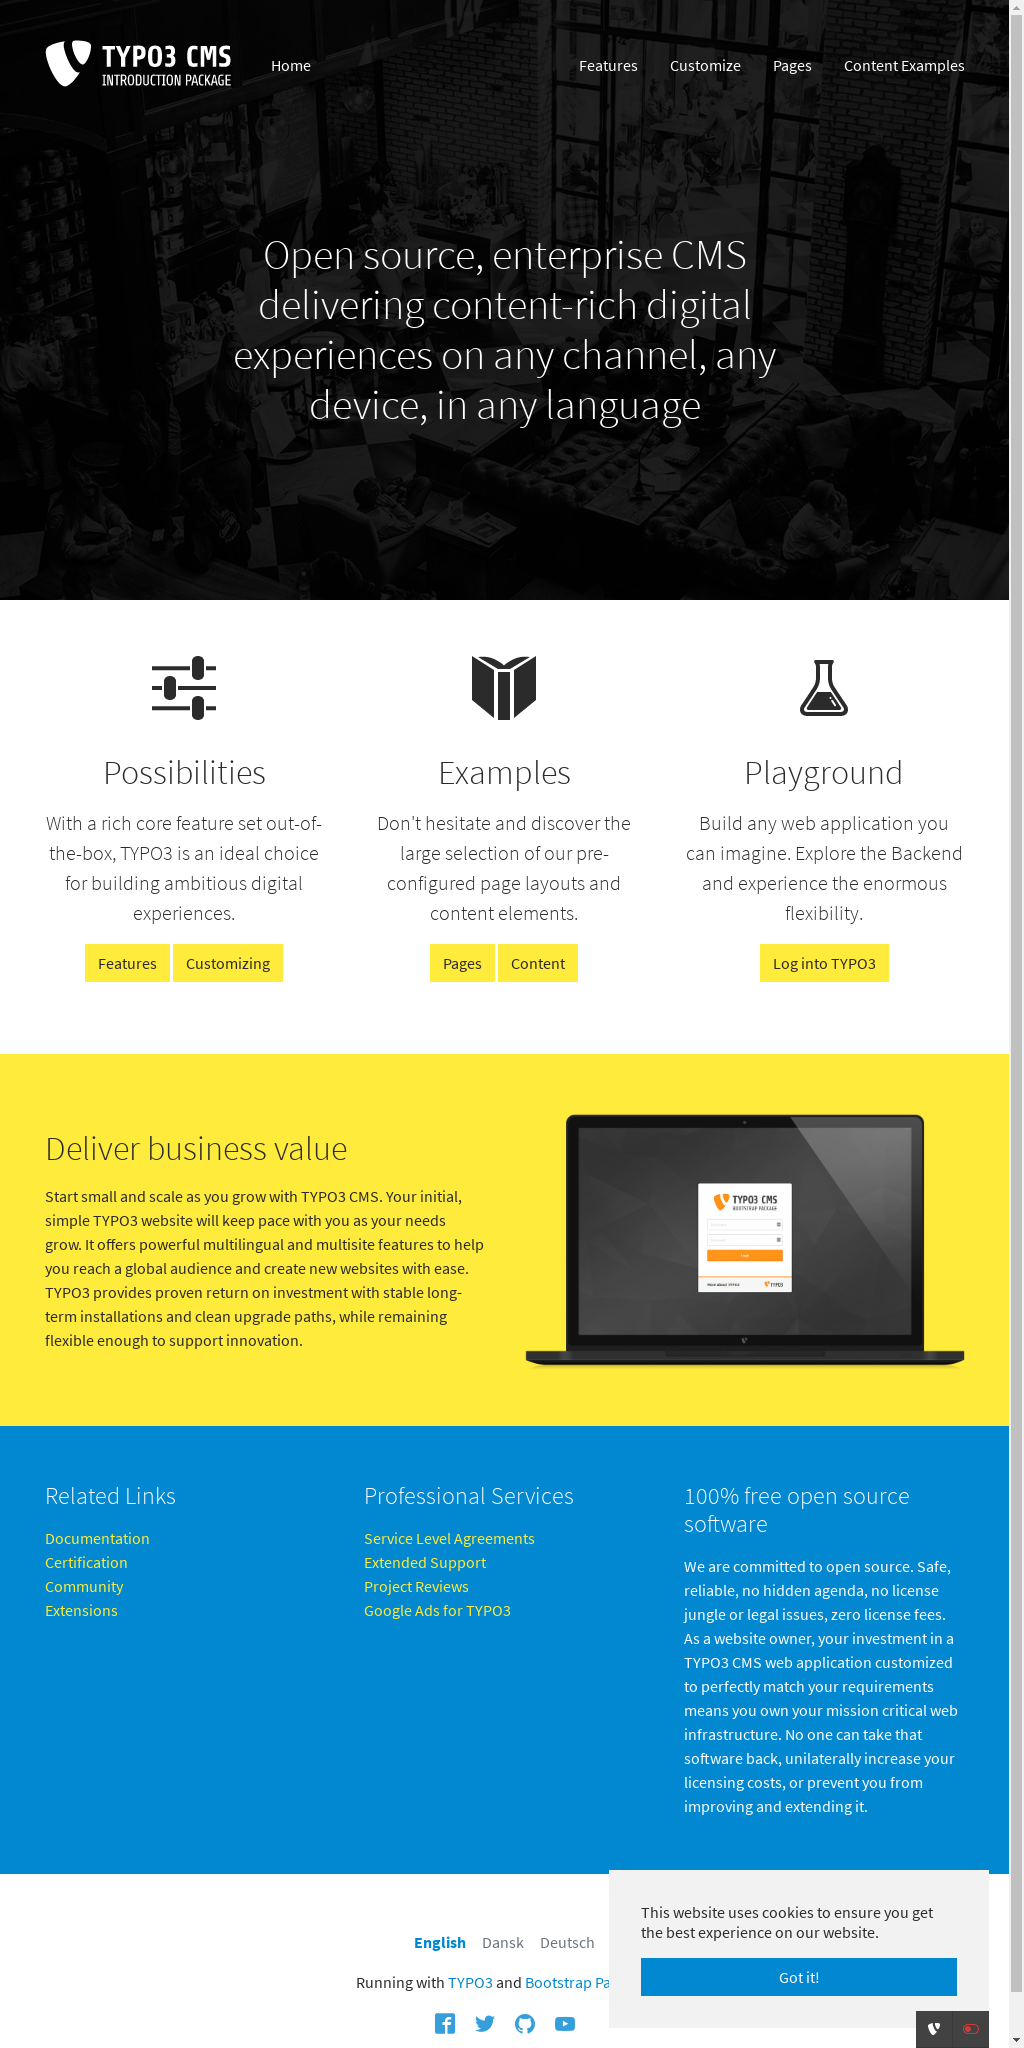 TYPO3 CMS
INTRODUCTION PACKAGE
Home
Features
Customize
Pages
Content Examples
Open source, enterprise CMS
delivering content-rich digital
experiences on any channel, any
device, in any language
Possibilities
With a rich core feature set out-of-
the-box, TYPO3 is an ideal choice
for building ambitious digital
experiences.
Features
Customizing
Examples
Don't hesitate and discover the
large selection of our pre-
configured page layouts and
content elements.
Pages
Content
Playground
Build any web application you
can imagine. Explore the Backend
and experience the enormous
flexibility.
Log into TYPO3
Deliver business value
Start small and scale as you grow with TYPO3 CMS. Your initial,
simple TYPO3 website will keep pace with you as your needs
grow. It offers powerful multilingual and multisite features to help
you reach a global audience and create new websites with ease.
TYPO3 provides proven return on investment with stable long-
term installations and clean upgrade paths, while remaining
flexible enough to support innovation.
TYPO3 CMS
BOOTSTRAP PACKAGE
TYPO3
Related Links
Documentation
Certification
Community
Extensions
Professional Services
Service Level Agreements
Extended Support
Project Reviews
Google Ads for TYPO3
100% free open source
software
We are committed to open source. Safe,
reliable, no hidden agenda, no license
jungle or legal issues, zero license fees.
As a website owner, your investment in a
TYPO3 CMS web application customized
to perfectly match your requirements
means you own your mission critical web
infrastructure. No one can take that
software back, unilaterally increase your
licensing costs, or prevent you from
improving and extending it.
English
Dansk
Deutsch
Running with TYPO3 and Bootstrap Pa
This website uses cookies to ensure you get
the best experience on our website.
Got it!